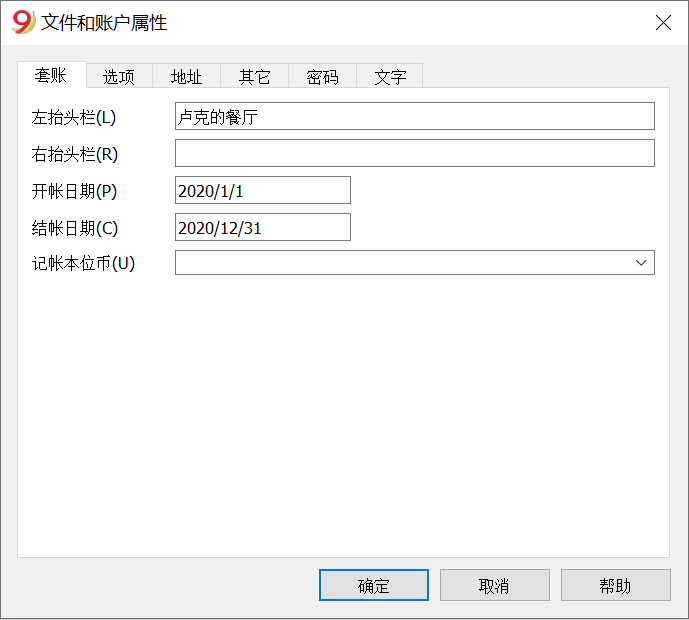 文件和账户属性
套账 选项 地址 其它 密码 文字
左抬头栏(L) 卢克的餐厅
右抬头栏(R)
开帐日期(P) 2020/1/1
结帐日期(C) 2020/12/31
记帐本位币(U)
确定 取消 帮助